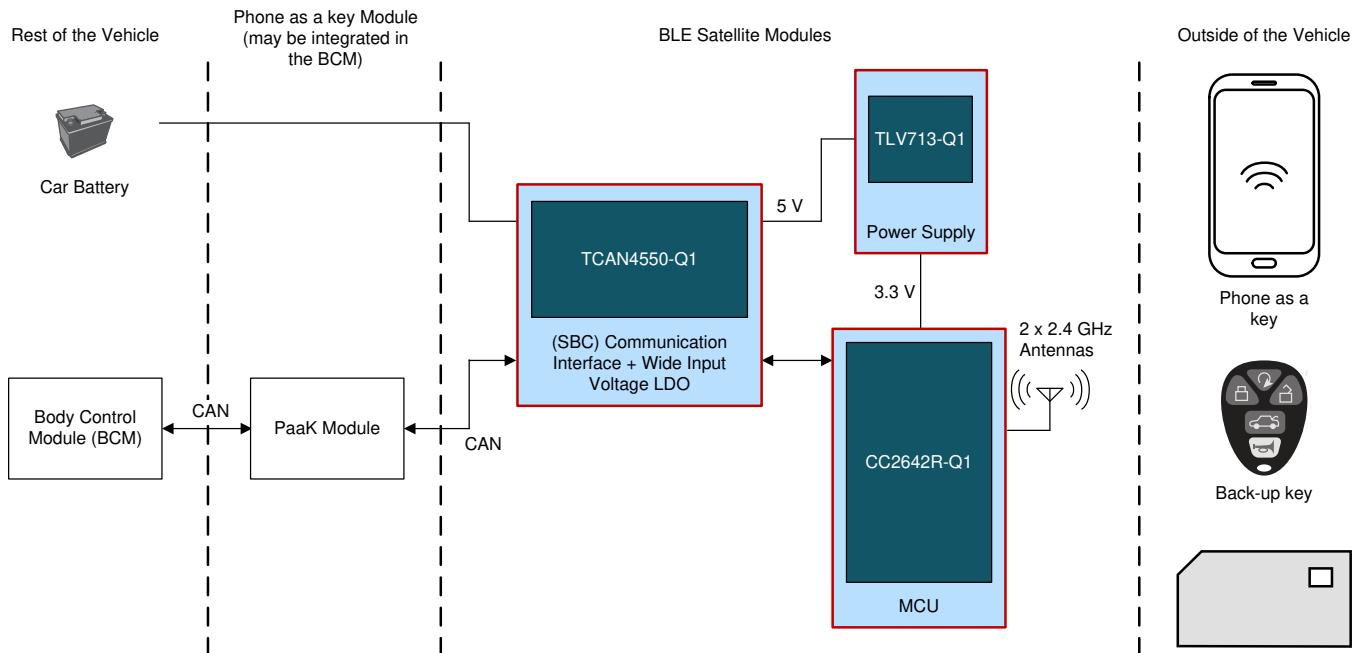 Rest of the Vehicle
Phone as a key Module
(may be integrated in
the BCM)
BLE Satellite Modules
Outside of the Vehicle
Car Battery
TLV713-Q1
5 V
Power Supply
TCAN4550-Q1
3.3 V
(SBC) Communication
Interface + Wide Input
Voltage LDO
2 x 2.4 GHz
Antennas
Phone as a
key
Body Control
Module (BCM)
CAN
PaaK Module
CAN
CC2642R-Q1
MCU
Back-up key